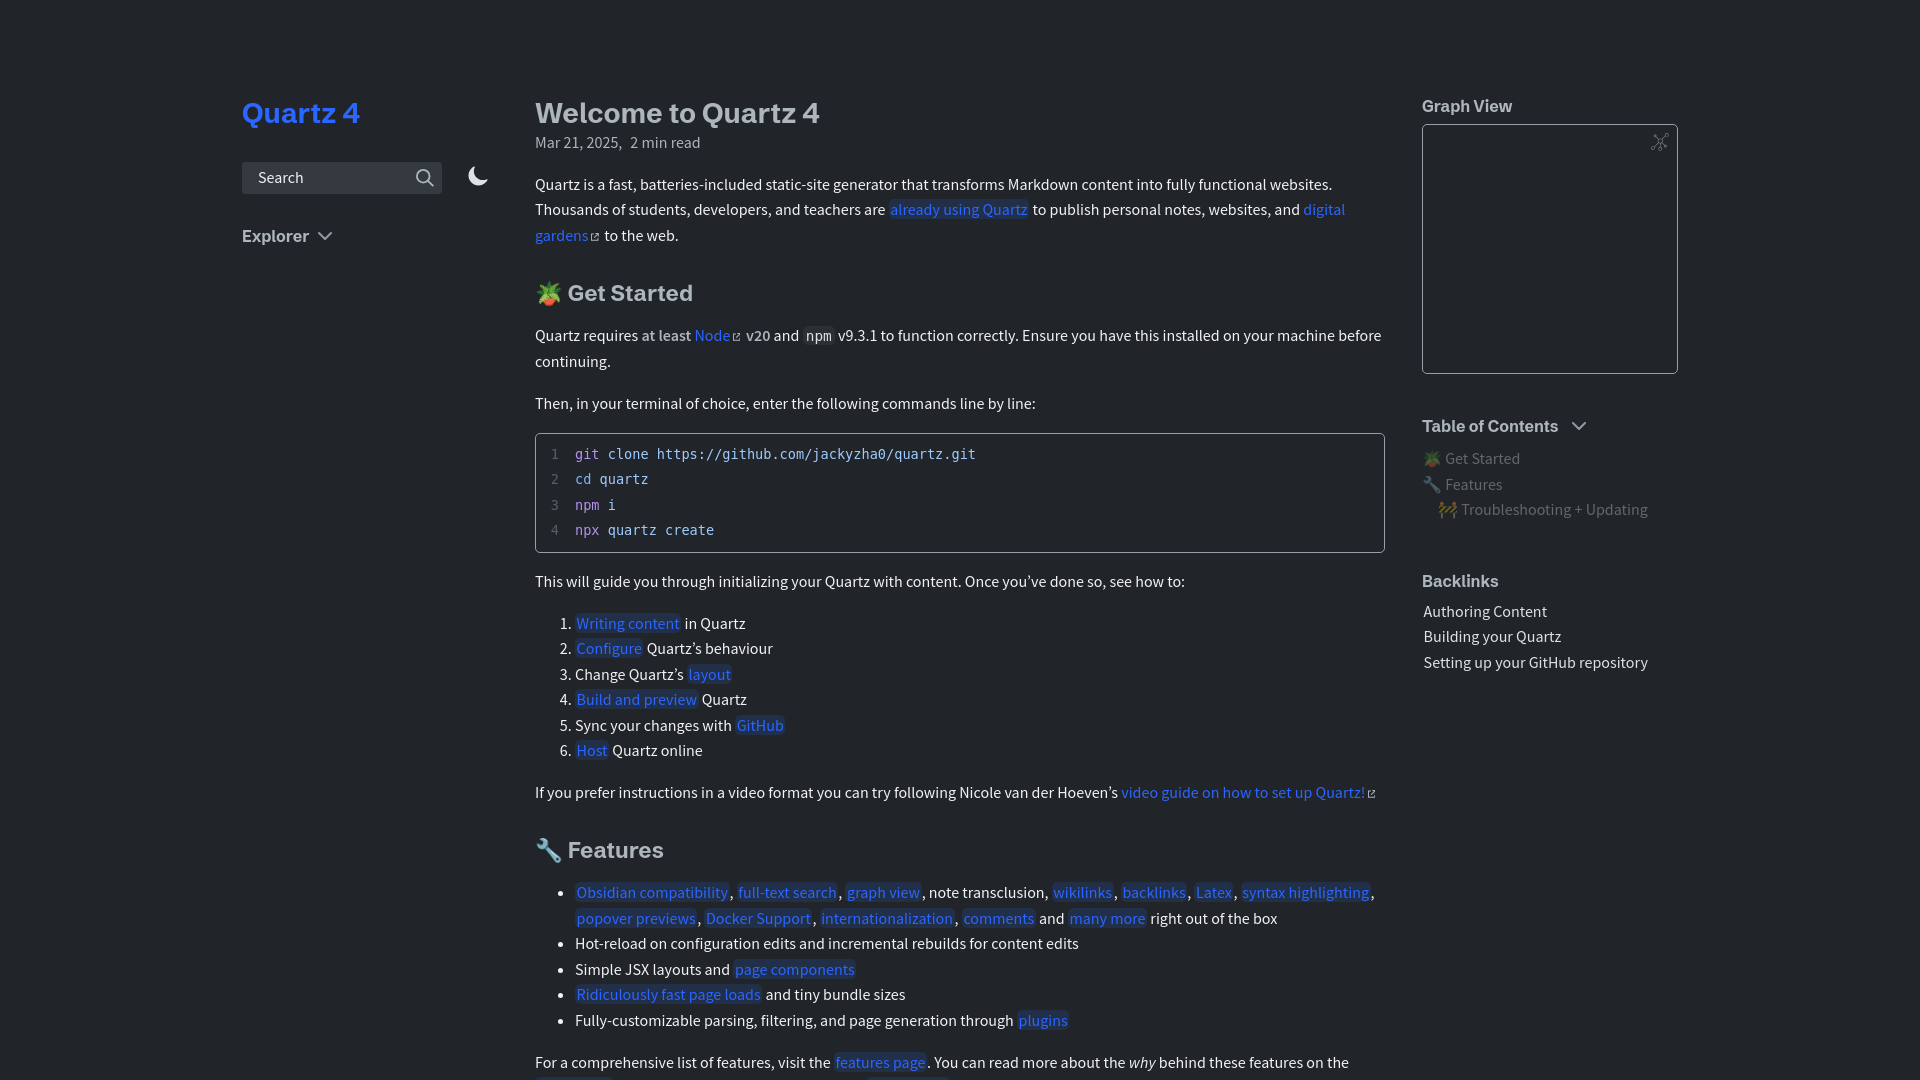 Quartz 4
Search
Explorer
Welcome to Quartz 4
Mar 21, 2025, 2 min read
Quartz is a fast, batteries-included static-site generator that transforms Markdown content into fully functional websites.
Thousands of students, developers, and teachers are already using Quartz to publish personal notes, websites, and digital
gardens to the web.
🪴 Get Started
Quartz requires at least Node v20 and npm v9.3.1 to function correctly. Ensure you have this installed on your machine before
continuing.
Then, in your terminal of choice, enter the following commands line by line:
1 git clone https://github.com/jackyzha0/quartz.git
2 cd quartz
3 npm i
4 npx quartz create
This will guide you through initializing your Quartz with content. Once you’ve done so, see how to:
1. Writing content in Quartz
2. Configure Quartz’s behaviour
3. Change Quartz’s layout
4. Build and preview Quartz
5. Sync your changes with GitHub
6. Host Quartz online
If you prefer instructions in a video format you can try following Nicole van der Hoeven’s video guide on how to set up Quartz!
🔧 Features
• Obsidian compatibility, full-text search, graph view, note transclusion, wikilinks, backlinks, Latex, syntax highlighting,
popover previews, Docker Support, internationalization, comments and many more right out of the box
• Hot-reload on configuration edits and incremental rebuilds for content edits
• Simple JSX layouts and page components
• Ridiculously fast page loads and tiny bundle sizes
• Fully-customizable parsing, filtering, and page generation through plugins
For a comprehensive list of features, visit the features page. You can read more about the why behind these features on the
Graph View
Table of Contents
🪴 Get Started
🔧 Features
🚧 Troubleshooting + Updating
Backlinks
Authoring Content
Building your Quartz
Setting up your GitHub repository